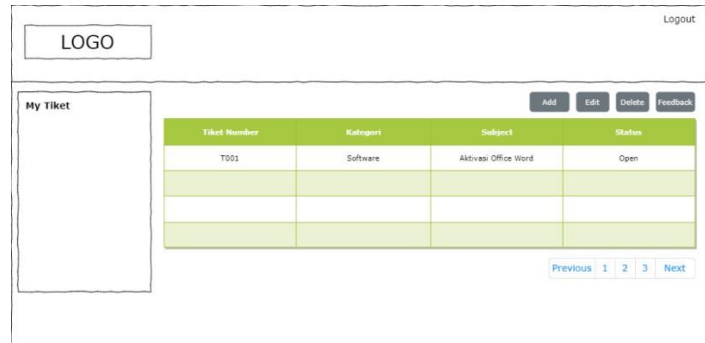 Logout
LOGO
My Tiket
Add Edit Delete Feedback
Tiket Number Kategori Subject Status
T001 Software Aktivasi Office Word Open
Previous 1 2 3 Next